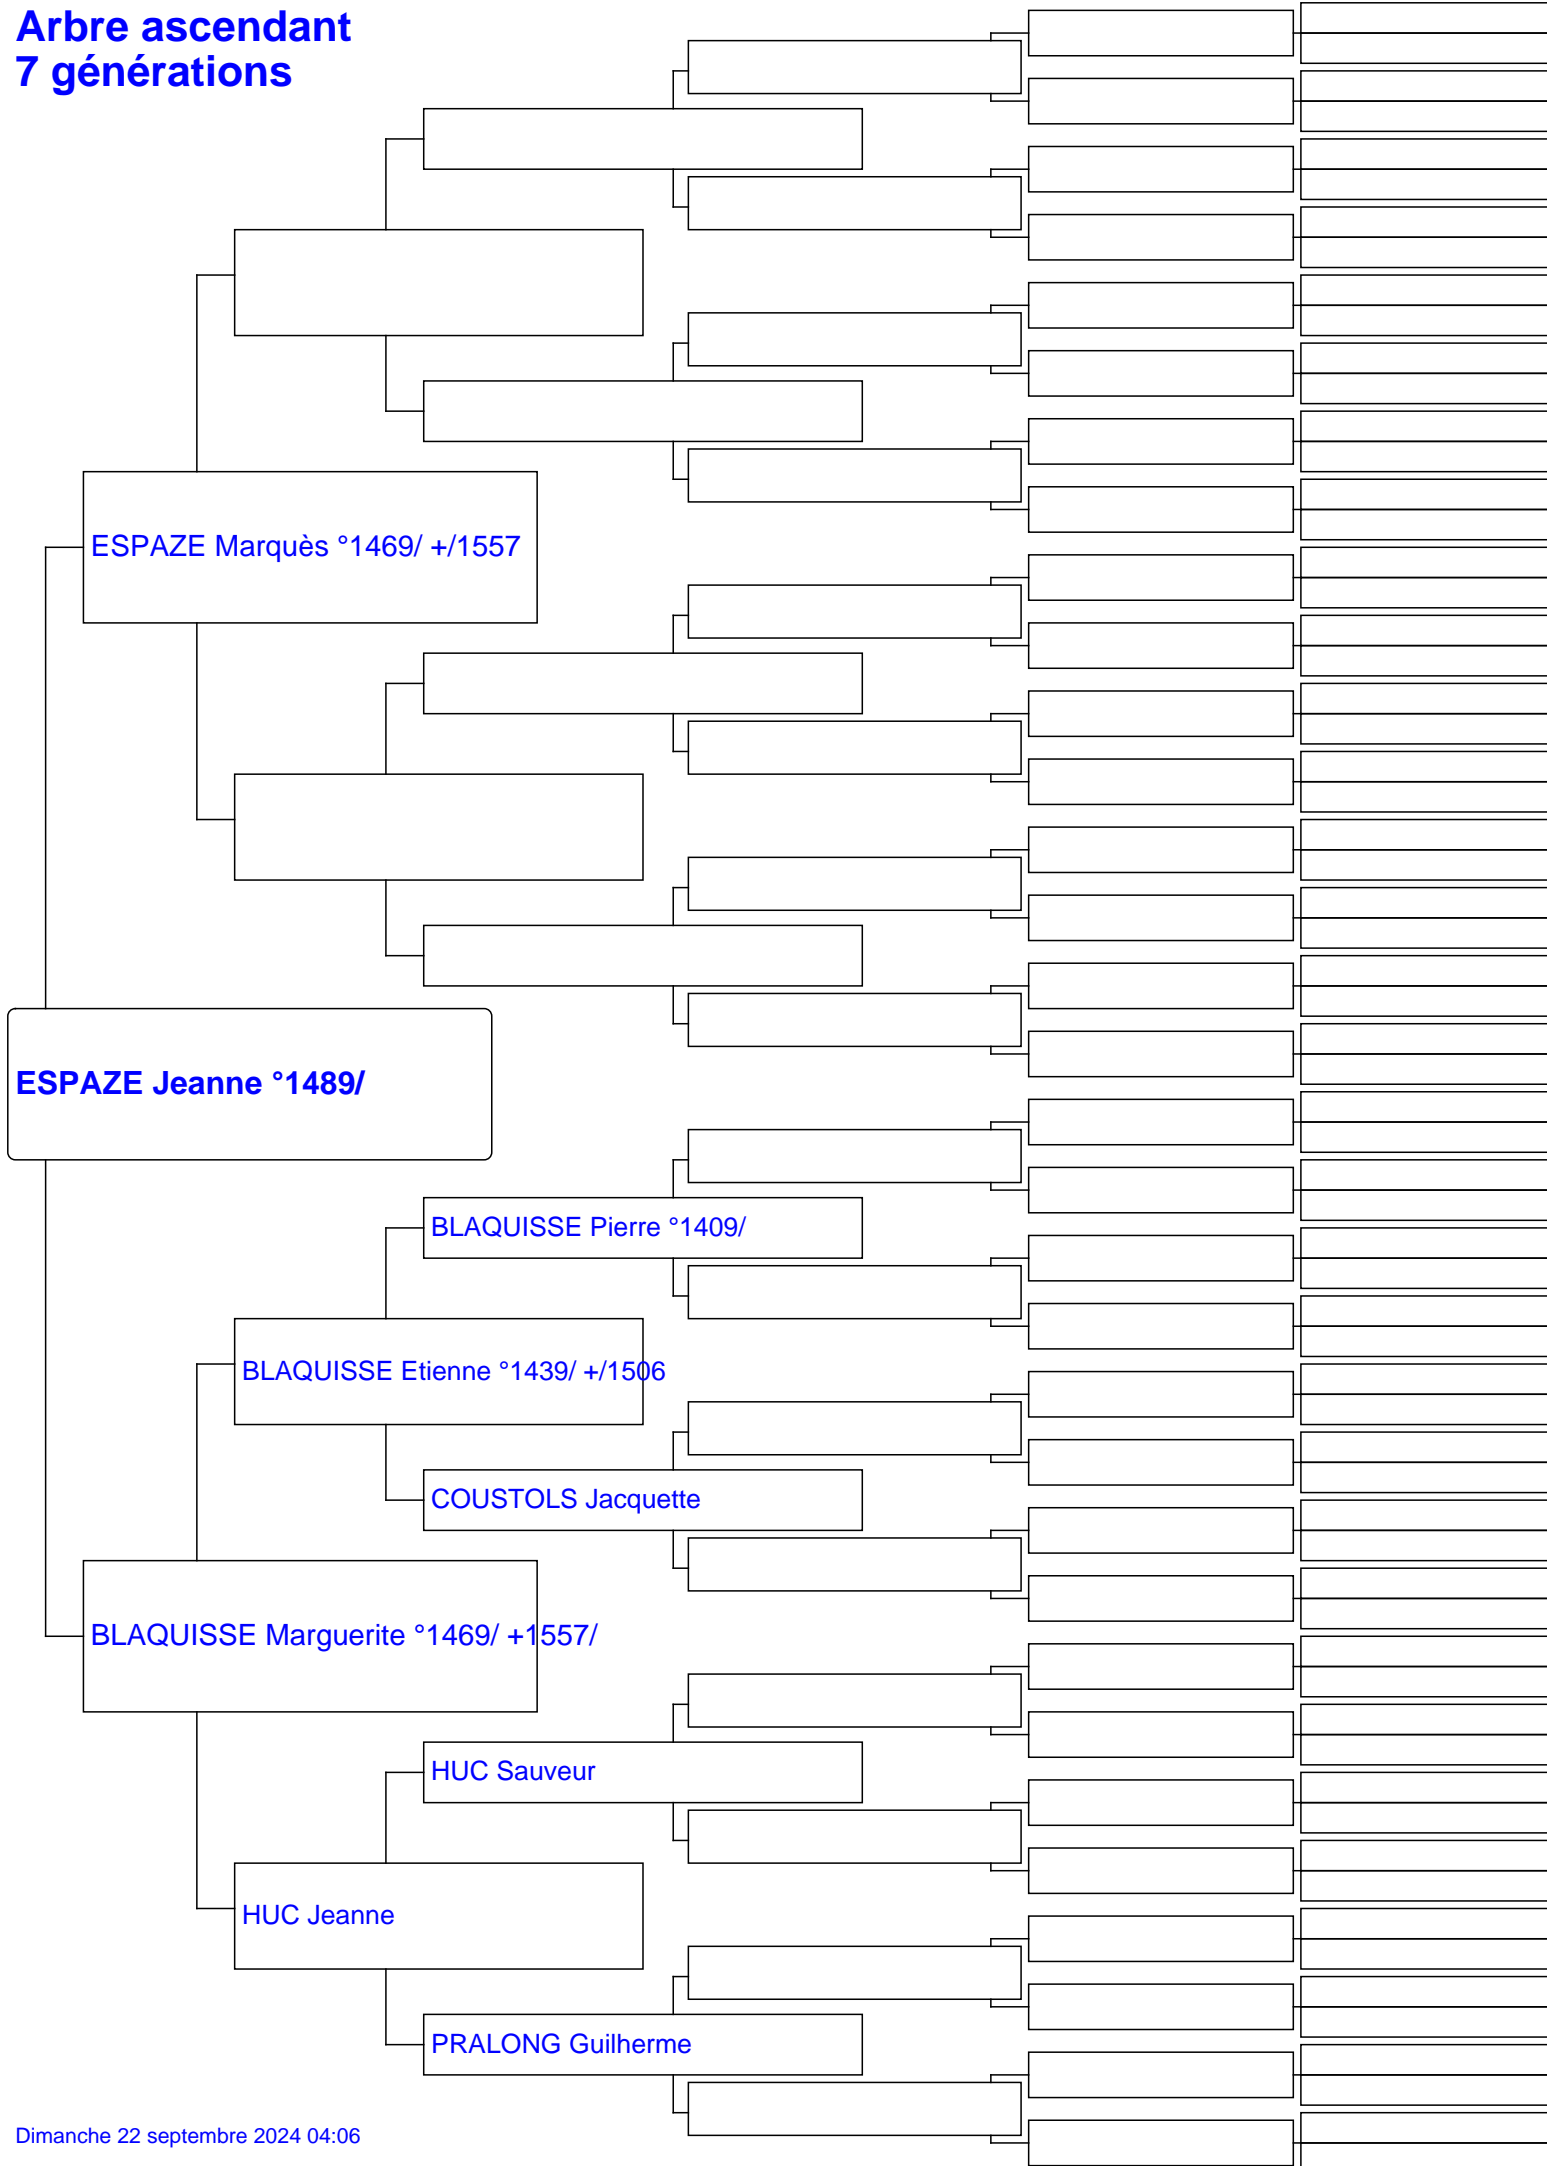 Arbre ascendant
7 générations
ESPAZE Marquès °1469/ +/1557
ESPAZE Jeanne °1489/
BLAQUISSE Pierre °1409/
BLAQUISSE Etienne °1439/ +/1506
COUSTOLS Jacquette
BLAQUISSE Marguerite °1469/ +1557/
HUC Sauveur
HUC Jeanne
PRALONG Guilherme
Dimanche 22 septembre 2024 04:06